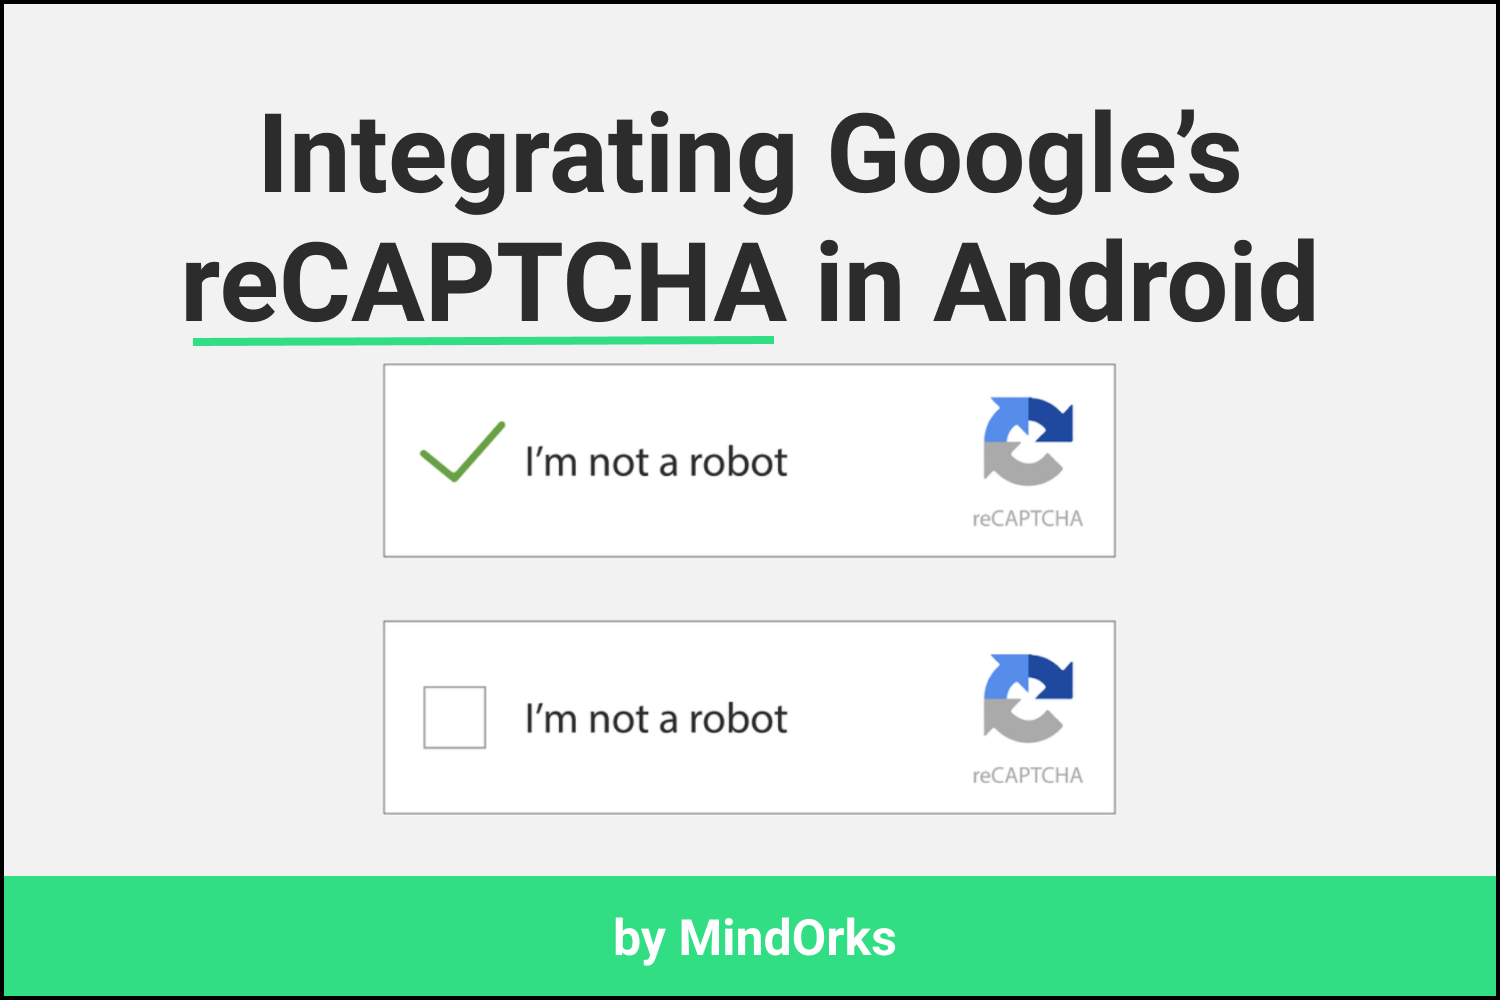 Integrating Google’s
reCAPTCHA in Android
I’m not a robot
reCAPTCHA
I’m not a robot
reCAPTCHA
by MindOrks